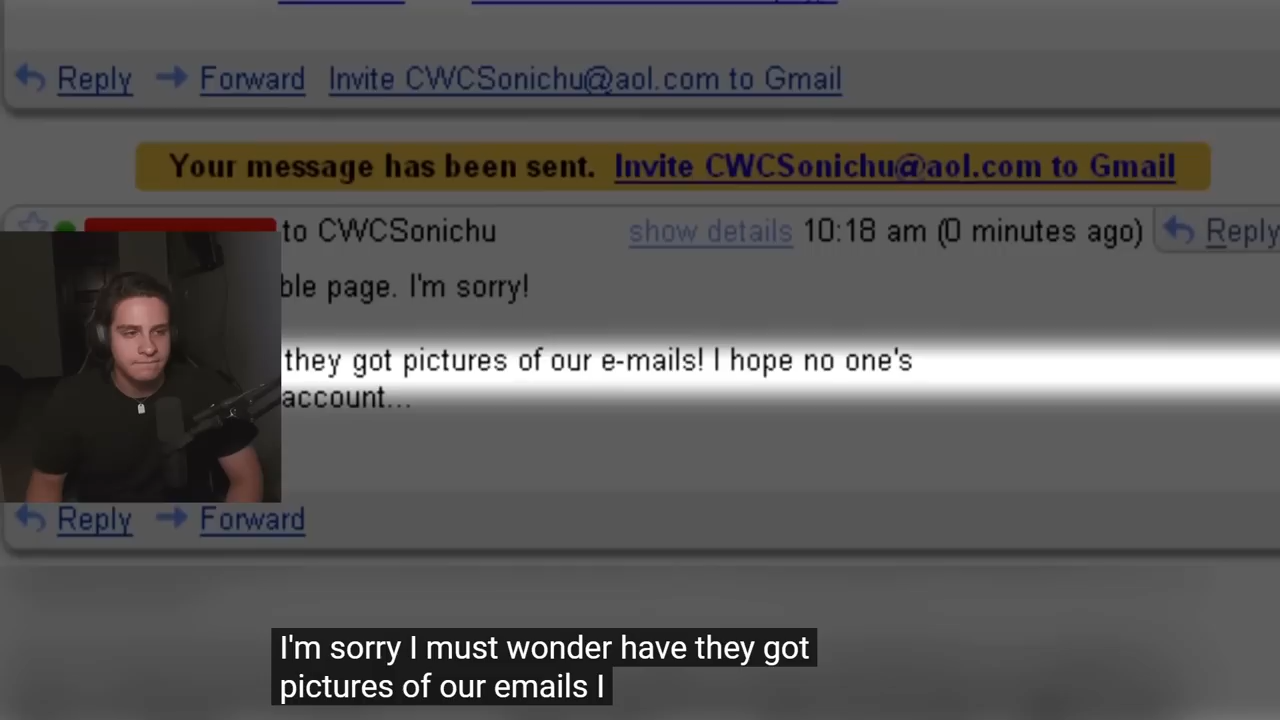 Reply Forward Invite CWCSonichu@aol.com to Gmail
Your message has been sent. Invite CWCSonichu@aol.com to Gmail
to CWCSonichu show details 10:18 am (0 minutes ago) Reply
ble page. I'm sorry!
they got pictures of our e-mails! I hope no one's
account...
Reply Forward
I'm sorry I must wonder have they got
pictures of our emails I